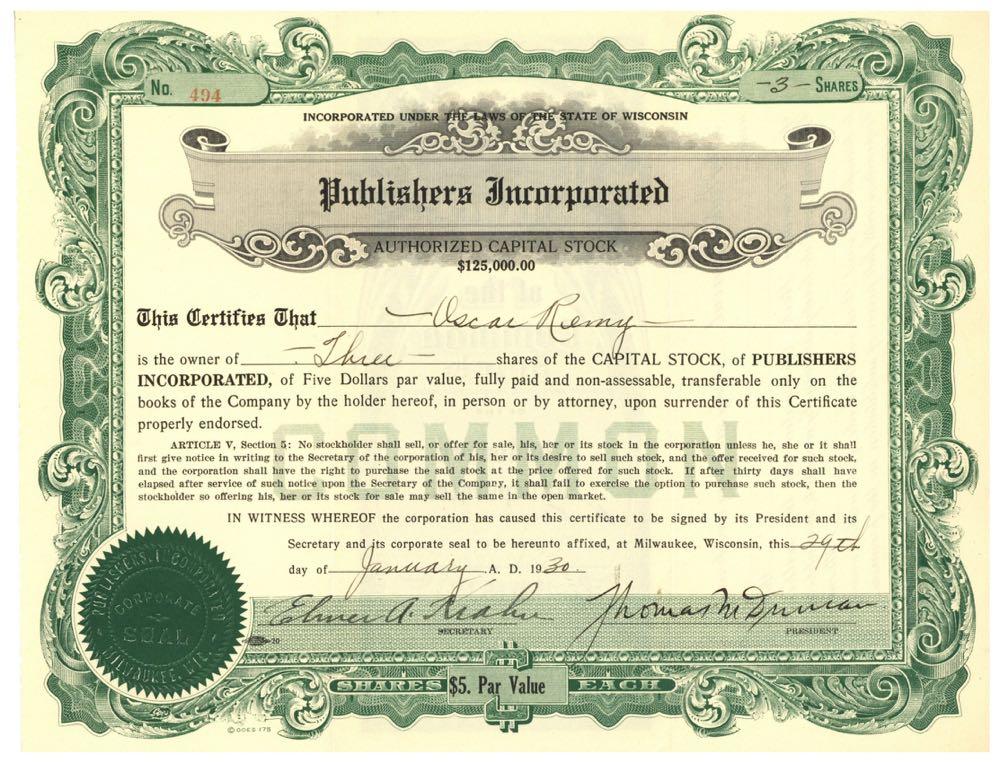 No. 494
-3- SHARES
INCORPORATED UNDER THE LAWS OF THE STATE OF WISCONSIN
Publishers Incorporated
AUTHORIZED CAPITAL STOCK
$125,000.00
This Certifies That - Oscar Remy -
is the owner of - Three - shares of the CAPITAL STOCK, of PUBLISHERS
INCORPORATED, of Five Dollars par value, fully paid and non-assessable, transferable only on the
books of the Company by the holder hereof, in person or by attorney, upon surrender of this Certificate
properly endorsed.
ARTICLE V, Section 5: No stockholder shall sell, or offer for sale, his, her or its stock in the corporation unless he, she or it shall
first give notice in writing to the Secretary of the corporation of his, her or its desire to sell such stock, and the offer received for such stock,
and the corporation shall have the right to purchase the said stock at the price offered for such stock. If after thirty days shall have
elapsed after service of such notice upon the Secretary of the Company, it shall fail to exercise the option to purchase such stock, then the
stockholder so offering his, her or its stock for sale may sell the same in the open market.
IN WITNESS WHEREOF the corporation has caused this certificate to be signed by its President and its
Secretary and its corporate seal to be hereunto affixed, at Milwaukee, Wisconsin, this 29th
day of January A. D. 1930.
Elmer A. Krahn
Thomas M Duncan
SECRETARY
PRESIDENT
PUBLISHERS INCORPORATED
CORPORATE
SEAL
MILWAUKEE, WIS.
SHARES $5. Par Value EACH
© GOES 175